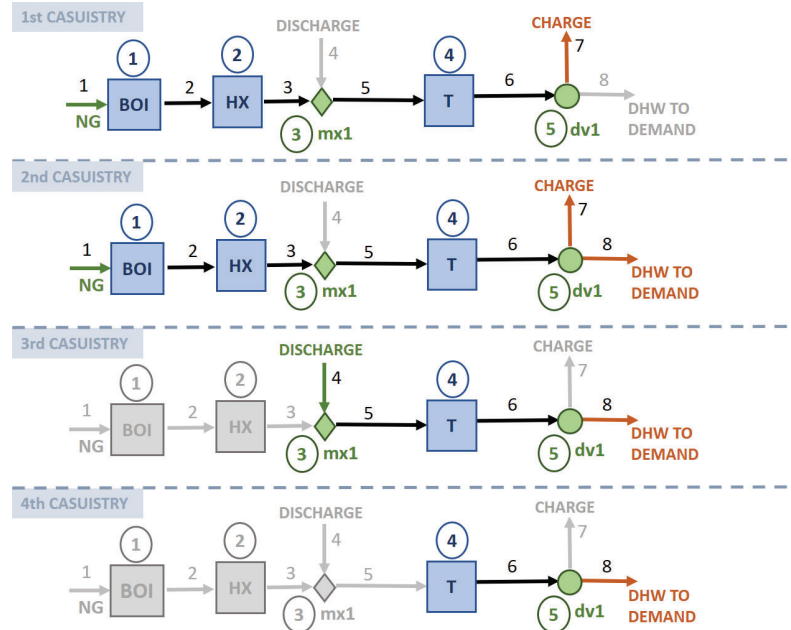 1st CASUISTRY
DISCHARGE
CHARGE
1 2 4 7
1 2 3 4 5 6 8
BOI HX T
NG
DHW TO
DEMAND
3 mx1 5 dv1
2nd CASUISTRY
DISCHARGE
CHARGE
1 2 4 7
1 2 3 4 5 6 8
BOI HX T
NG
DHW TO
DEMAND
3 mx1 5 dv1
3rd CASUISTRY
DISCHARGE
CHARGE
1 2 4 7
1 2 3 4 5 6 8
BOI HX T
NG
DHW TO
DEMAND
3 mx1 5 dv1
4th CASUISTRY
DISCHARGE
CHARGE
1 2 4 7
1 2 3 4 5 6 8
BOI HX T
NG
DHW TO
DEMAND
3 mx1 5 dv1